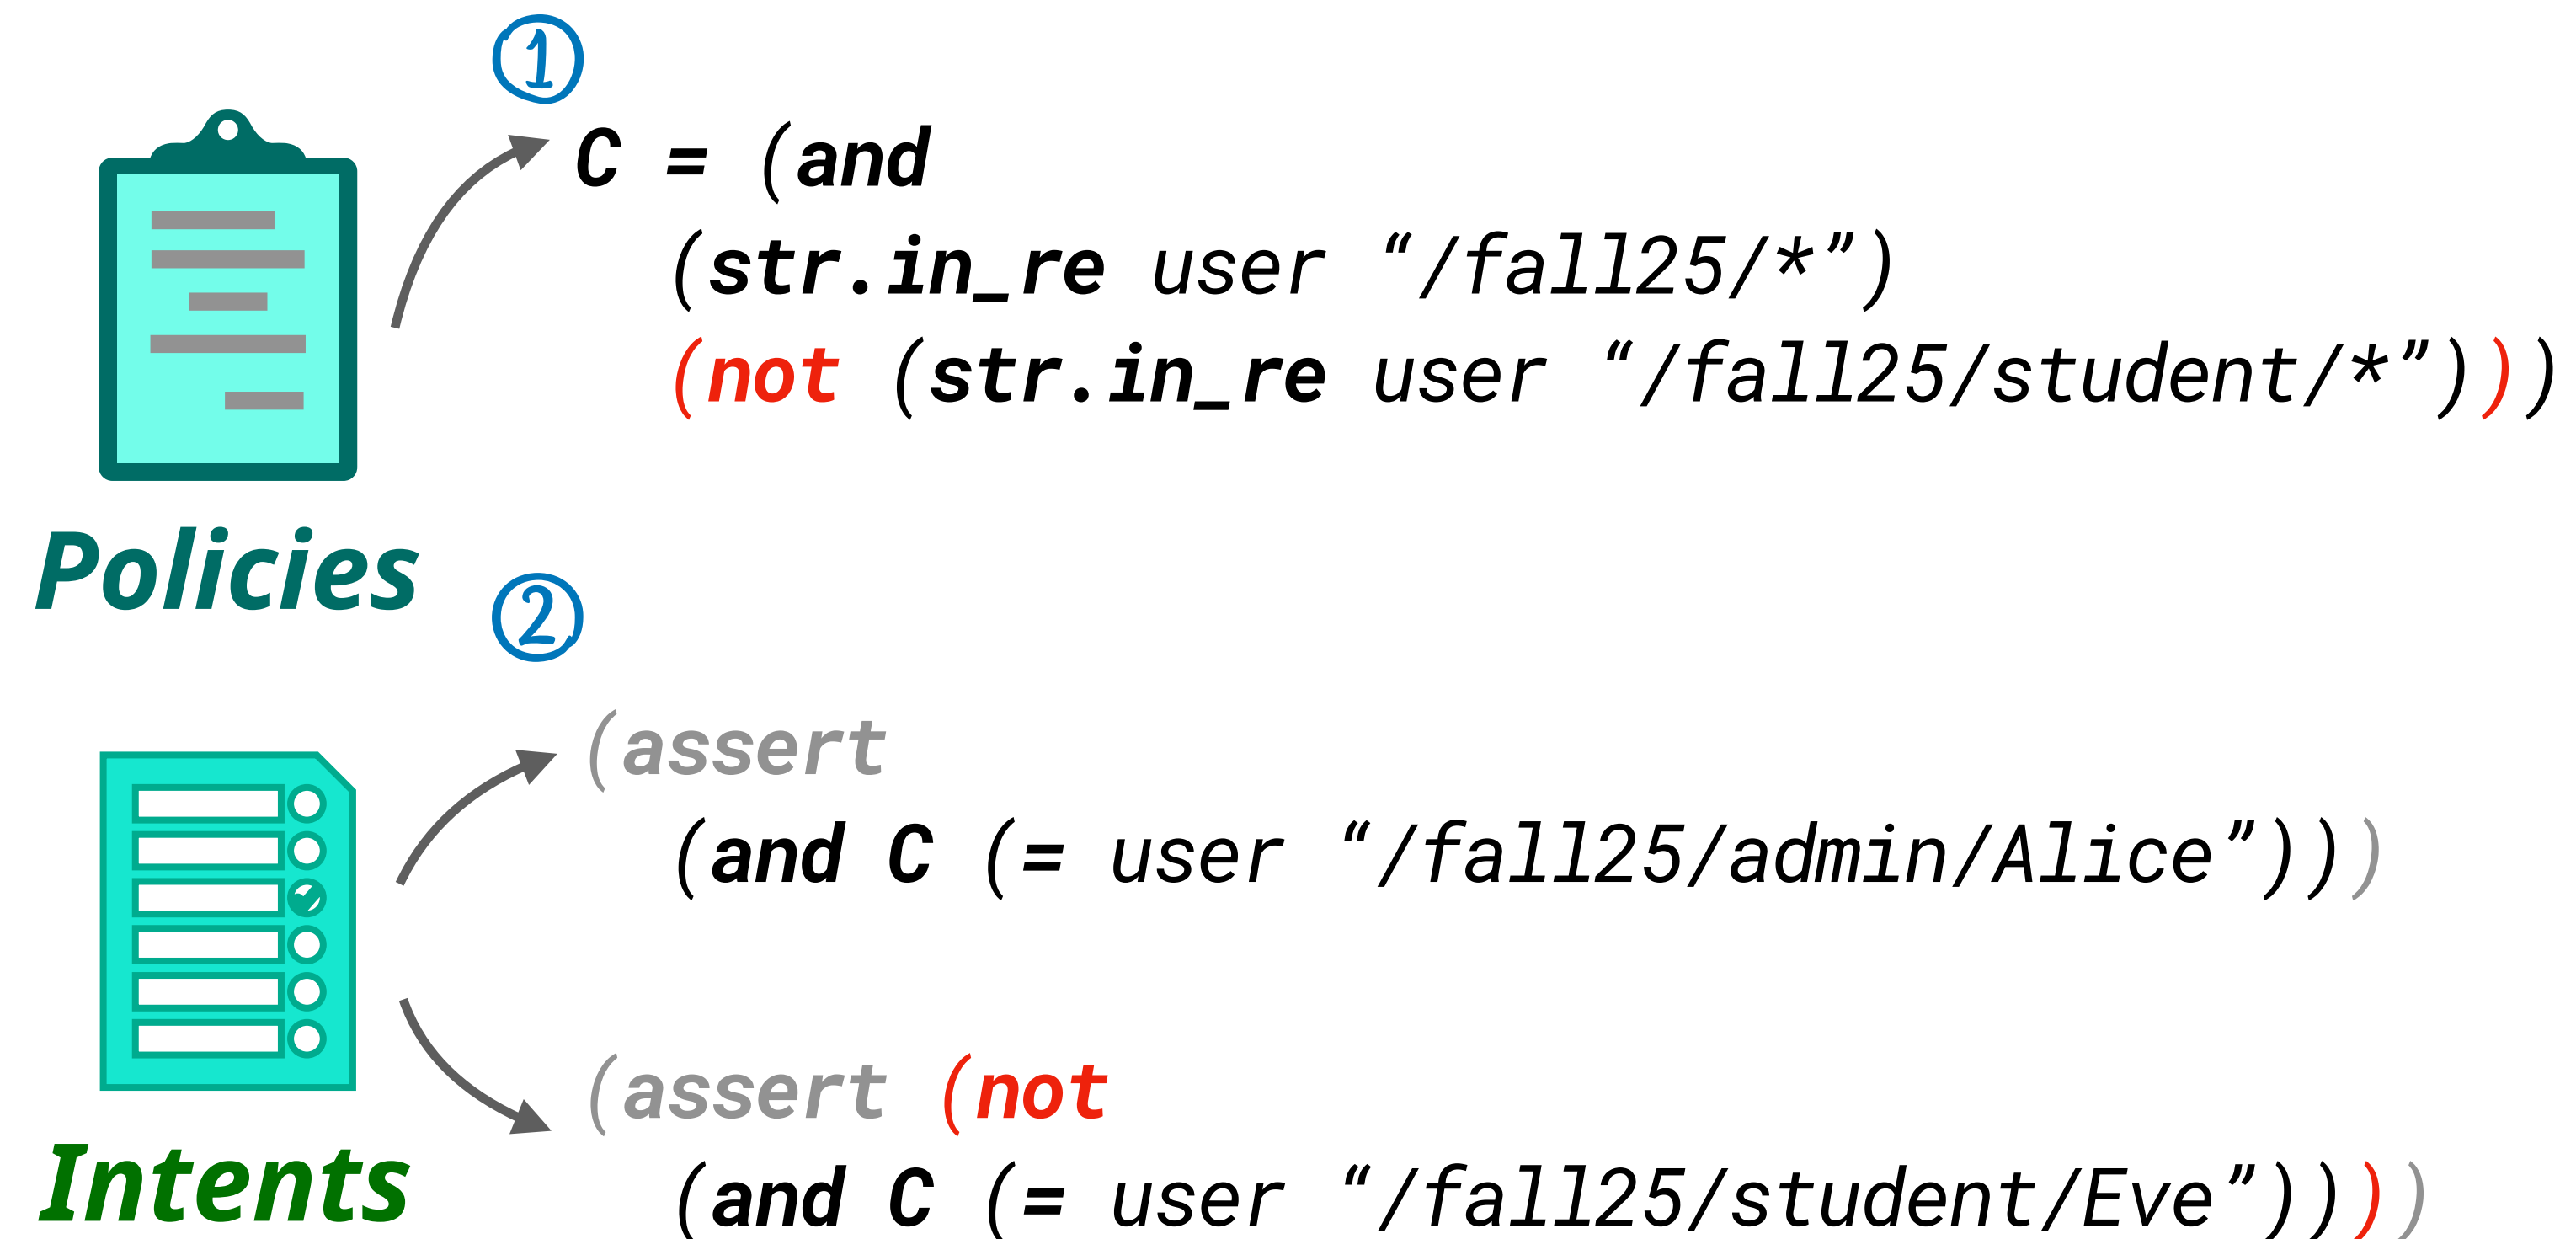 ①
C = (and
(str.in_re user “/fall25/*”)
(not (str.in_re user “/fall25/student/*”)))
Policies
②
(assert
(and C (= user “/fall25/admin/Alice”)))
(assert (not
(and C (= user “/fall25/student/Eve”))))
Intents